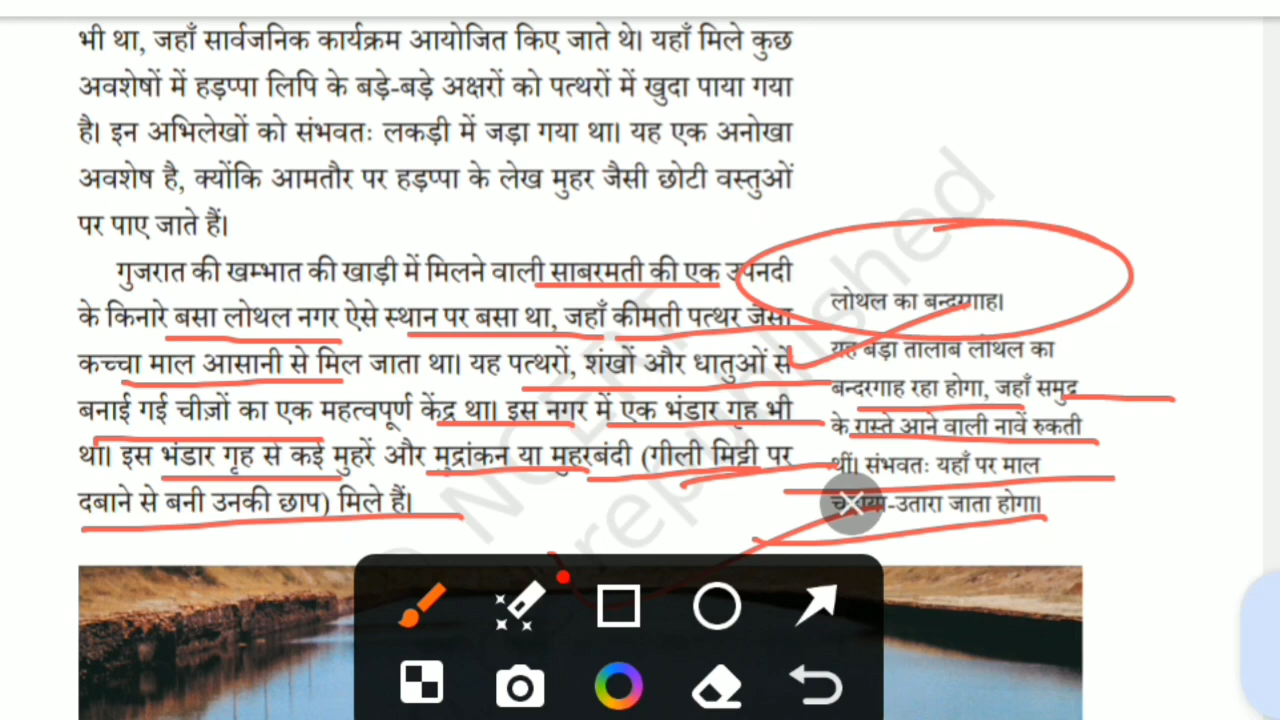 भी था, जहाँ सार्वजनिक कार्यक्रम आयोजित किए जाते थे। यहाँ मिले कुछ
अवशेषों में हड़प्पा लिपि के बड़े-बड़े अक्षरों को पत्थरों में खुदा पाया गया
है। इन अभिलेखों को संभवतः लकड़ी में जड़ा गया था। यह एक अनोखा
अवशेष है, क्योंकि आमतौर पर हड़प्पा के लेख मुहर जैसी छोटी वस्तुओं
पर पाए जाते हैं।
गुजरात की खम्भात की खाड़ी में मिलने वाली साबरमती की एक उपनदी
के किनारे बसा लोथल नगर ऐसे स्थान पर बसा था, जहाँ कीमती पत्थर जैसा
कच्चा माल आसानी से मिल जाता था। यह पत्थरों, शंखों और धातुओं से
बनाई गई चीज़ों का एक महत्वपूर्ण केंद्र था। इस नगर में एक भंडार गृह भी
था। इस भंडार गृह से कई मुहरें और मुद्रांकन या मुहरबंदी (गीली मिट्टी पर
दबाने से बनी उनकी छाप) मिले हैं।
लोथल का बन्दरगाह।
यह बड़ा तालाब लोथल का
बन्दरगाह रहा होगा, जहाँ समुद्र
के रास्ते आने वाली नावें रुकती
थीं। संभवतः यहाँ पर माल
-उतारा जाता होगा।
NCERT
republished